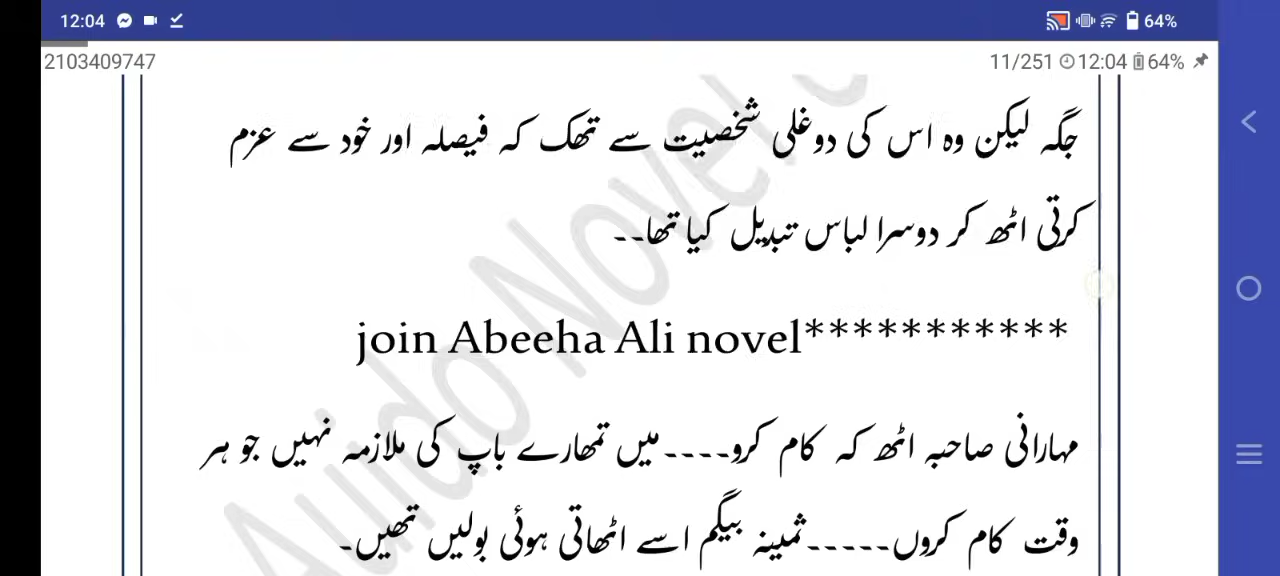 12:04 64%
2103409747 11/251 12:04 64%
جگہ لیکن وہ اس کی دوغلی شخصیت سے تھک کہ فیصلہ اور خود سے عزم
کرتی اٹھ کر دوسرا لباس تبدیل کیا تھا۔۔
join Abeeha Ali novel***********
مہارانی صاحبہ اٹھ کہ کام کرو۔۔۔۔میں تمھارے باپ کی ملازمہ نہیں جو ہر
وقت کام کروں۔۔۔۔۔ثمینہ بیگم اسے اٹھاتی ہوئی بولیں تھیں۔
Auido Novel